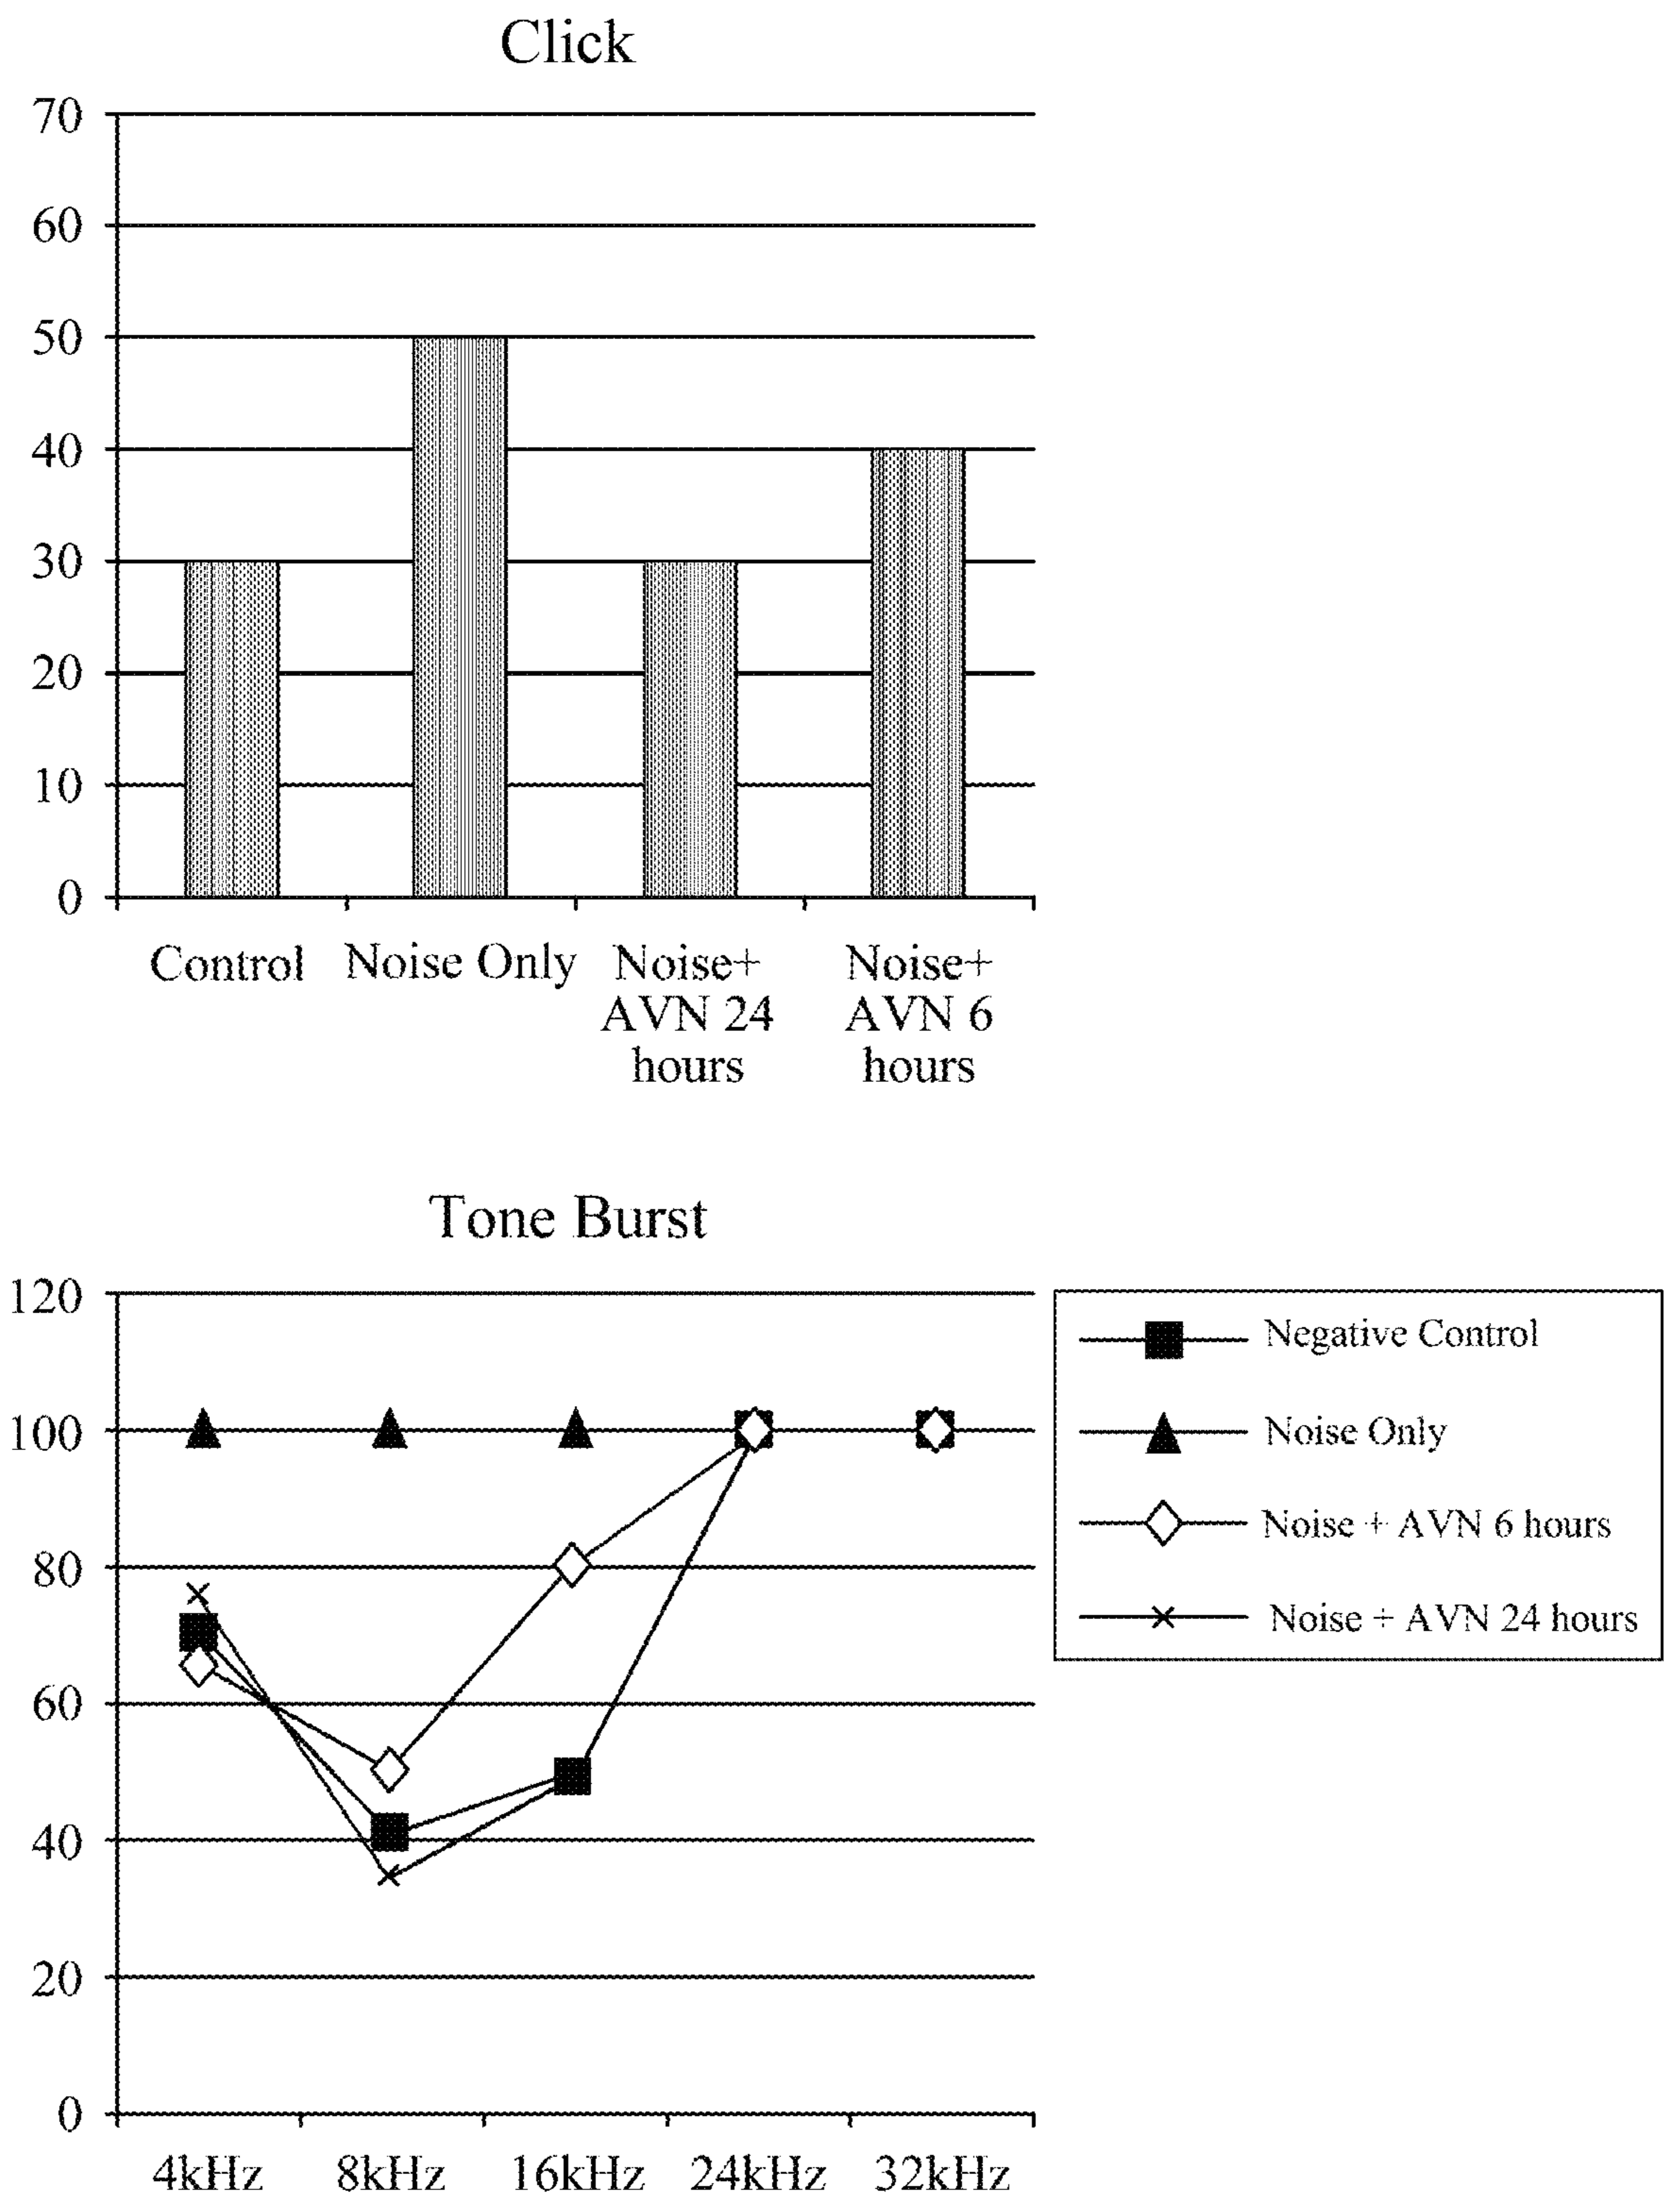 Click
70
60
50
40
30
20
10
0
Control
Noise Only
Noise+
AVN 24
hours
Noise+
AVN 6
hours
Tone Burst
120
100
80
60
40
20
0
4kHz
8kHz
16kHz
24kHz
32kHz
Negative Control
Noise Only
Noise + AVN 6 hours
Noise + AVN 24 hours